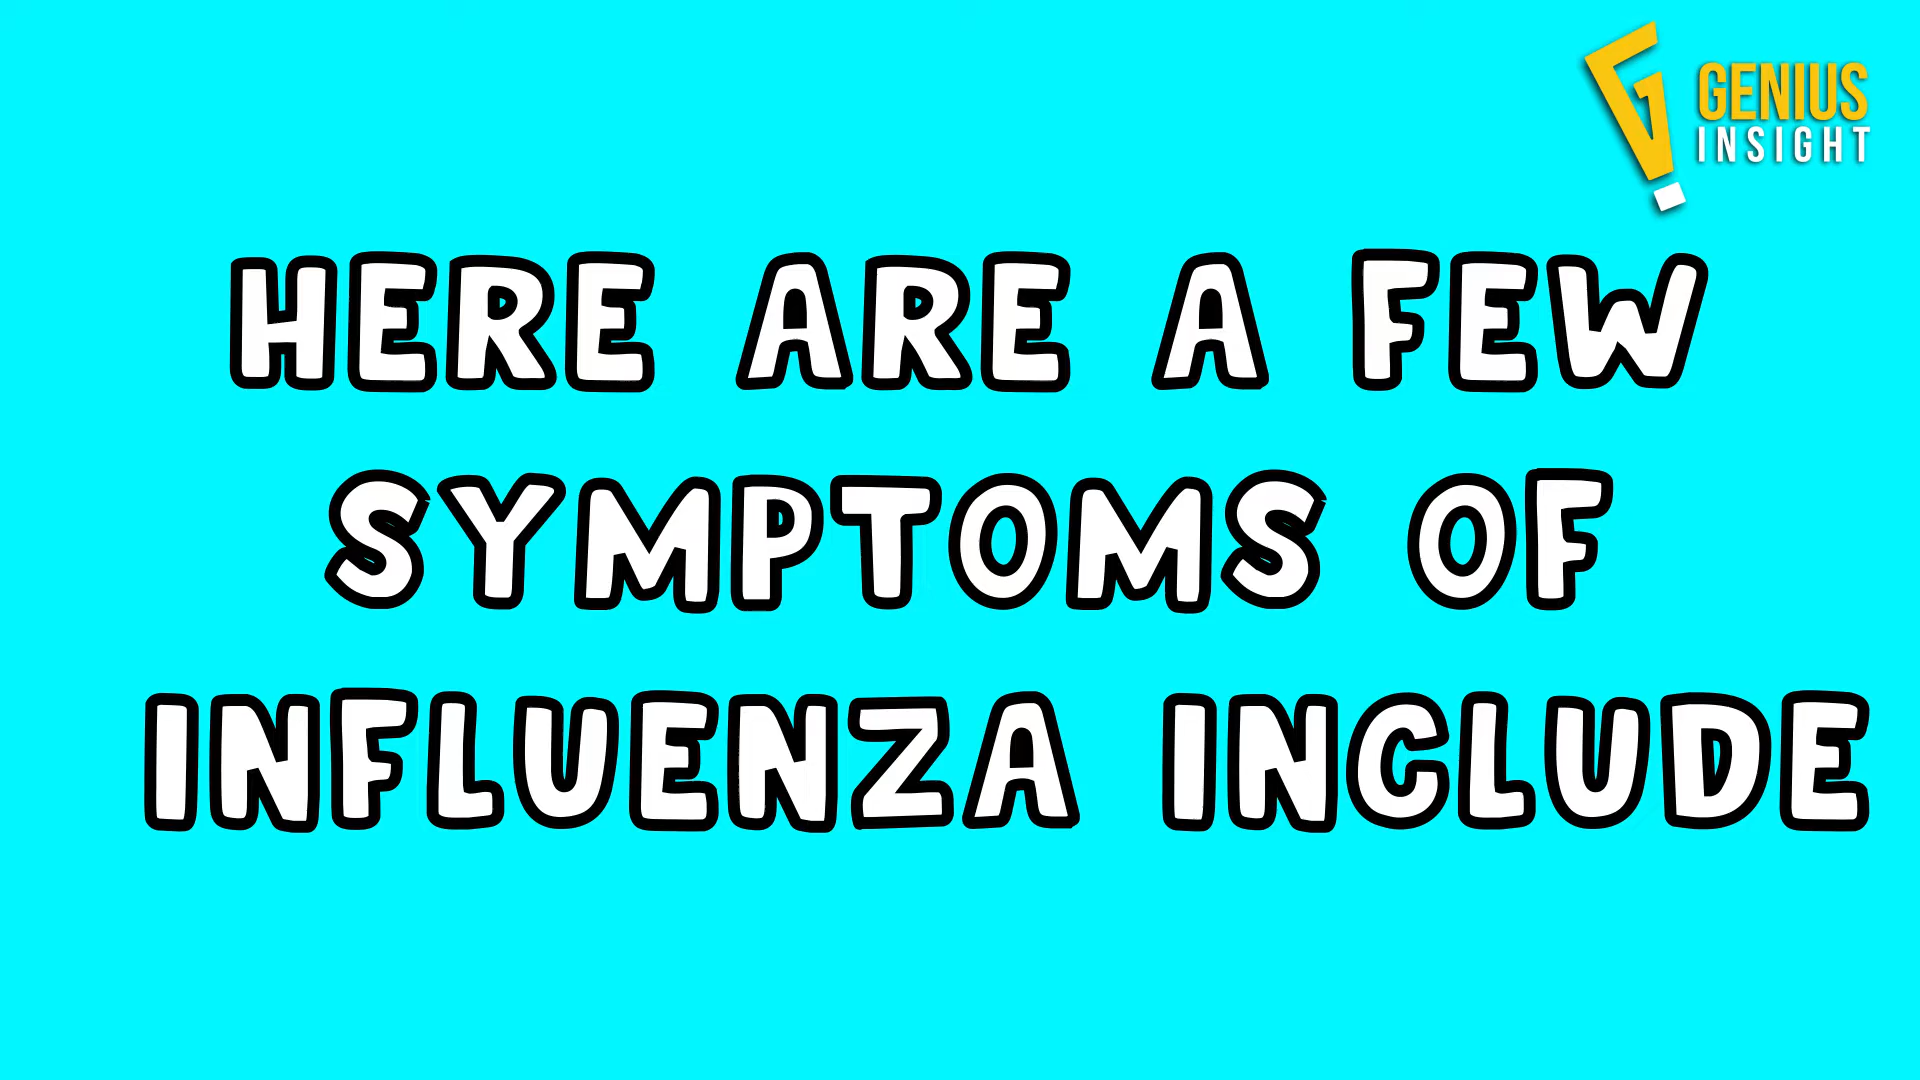 GENIUS
INSIGHT
HERE ARE A FEW
SYMPTOMS OF
INFLUENZA INCLUDE